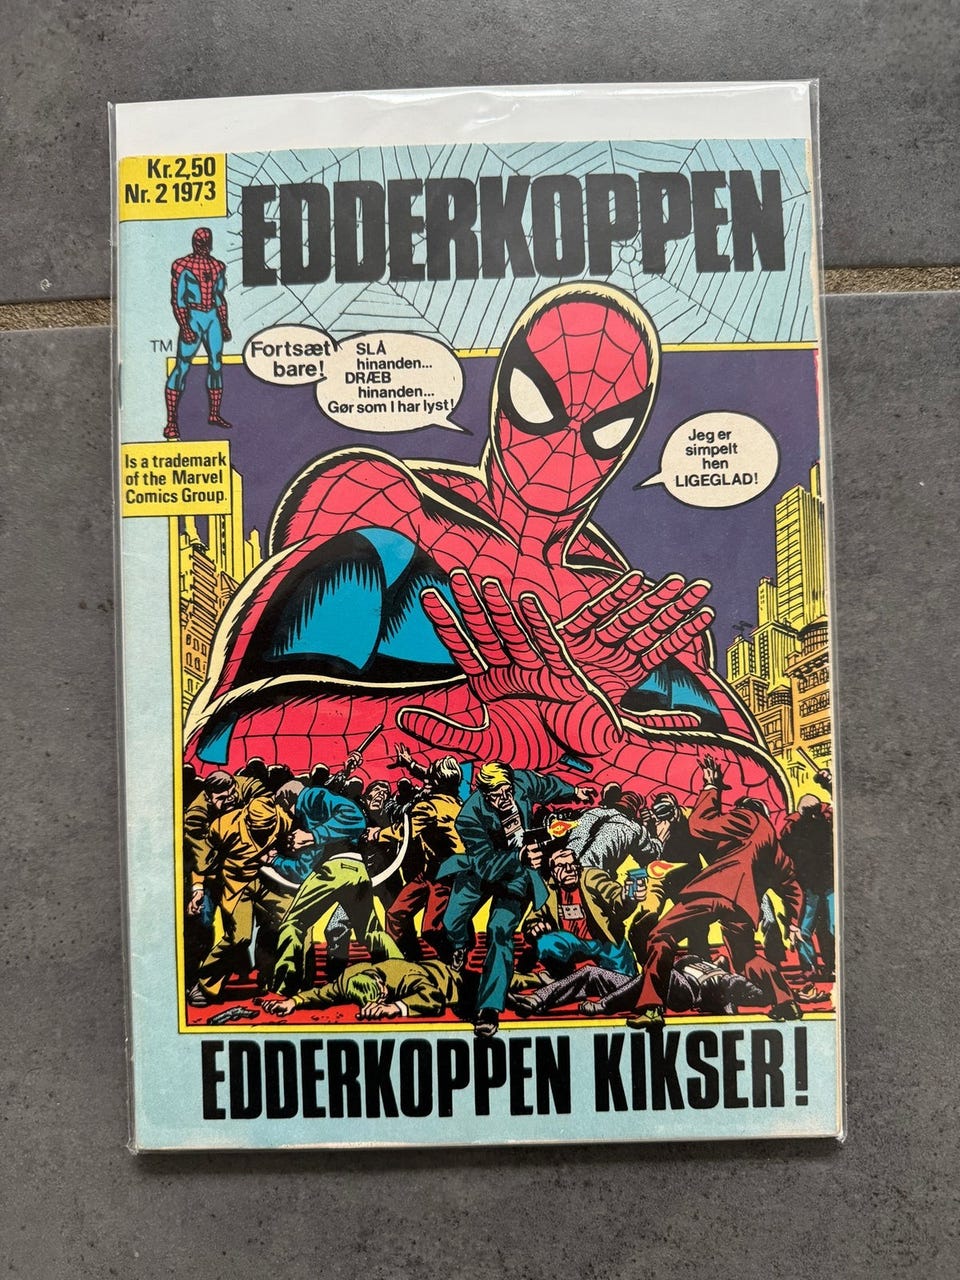 Kr.2,50
Nr. 2 1973
EDDERKOPPEN
TM
Fortsæt
bare!
SLÅ
hinanden...
DRÆB
hinanden...
Gør som I har lyst!
Jeg er
simpelt
hen
LIGEGLAD!
Is a trademark
of the Marvel
Comics Group.
EDDERKOPPEN KIKSER!